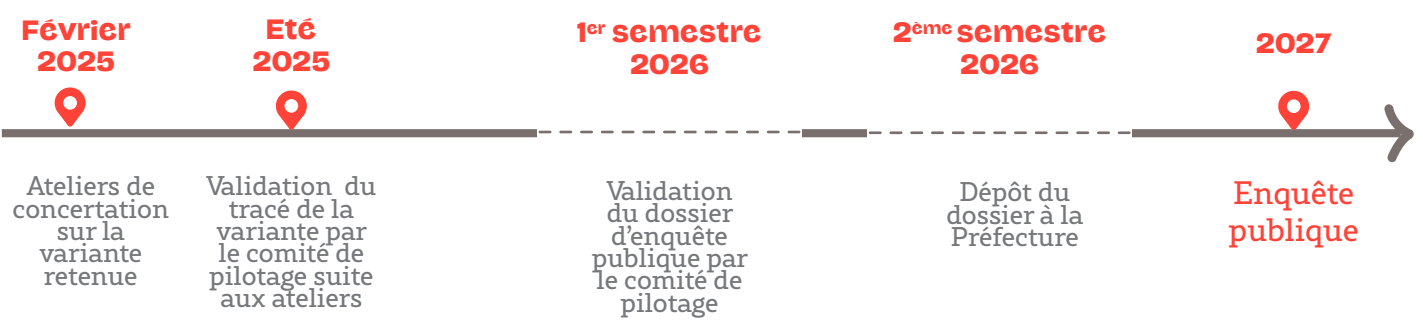 Février
2025
Ateliers de
concertation
sur la
variante
retenue
Eté
2025
Validation du
tracé de la
variante par
le comité de
pilotage suite
aux ateliers
1er semestre
2026
Validation
du dossier
d'enquête
publique par
le comité de
pilotage
2ème semestre
2026
Dépôt du
dossier à la
Préfecture
2027
Enquête
publique